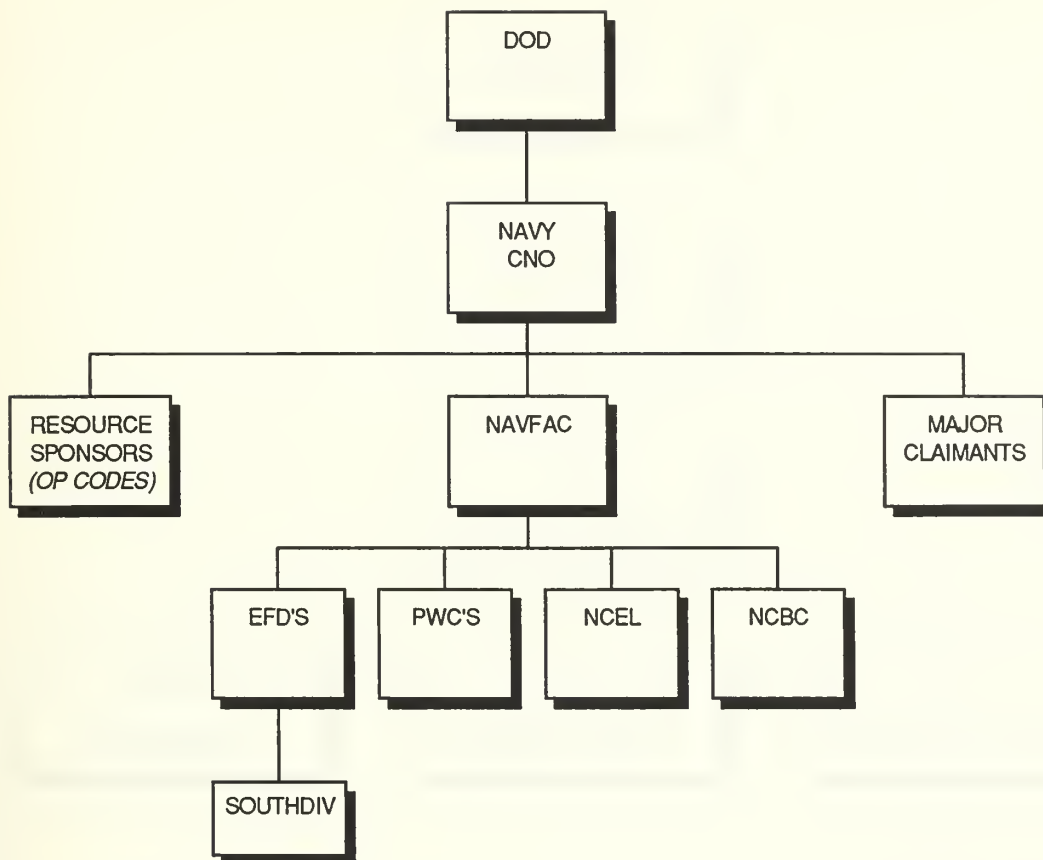 DOD
NAVY
CNO
RESOURCE
SPONSORS
(OP CODES)
NAVFAC
MAJOR
CLAIMANTS
EFD'S
PWC'S
NCEL
NCBC
SOUTHDIV